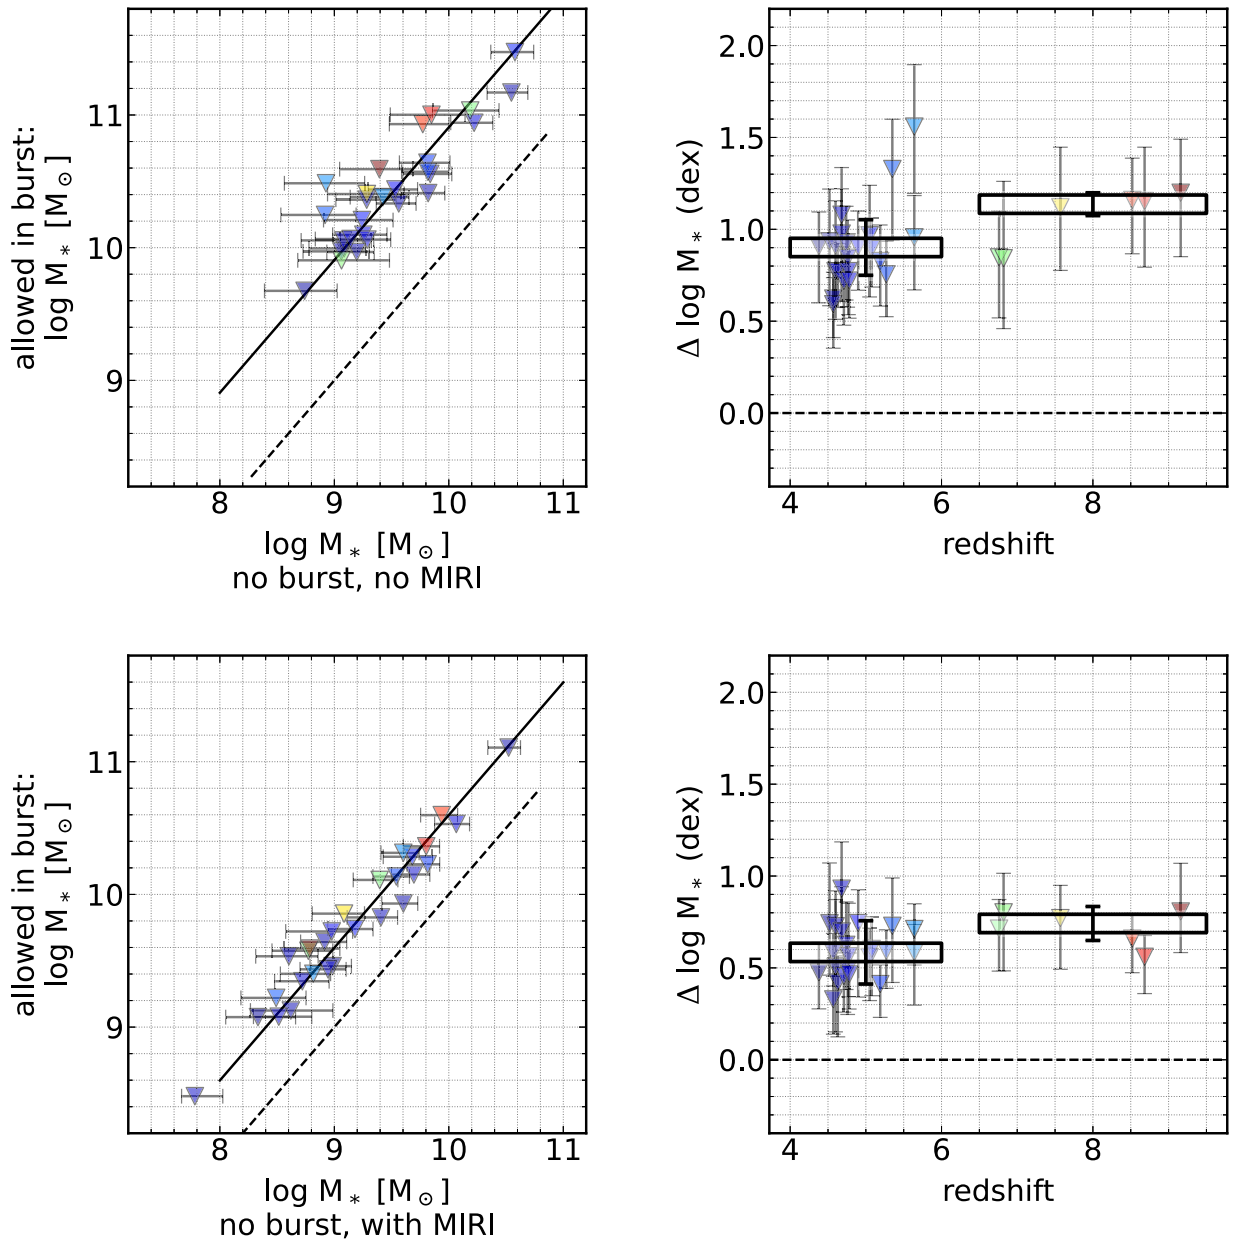 allowed in burst:
log M* [M⊙]
11
10
9
8
9
10
11
log M* [M⊙]
no burst, no MIRI
Δ log M* (dex)
2.0
1.5
1.0
0.5
0.0
4
6
8
redshift
allowed in burst:
log M* [M⊙]
11
10
9
8
9
10
11
log M* [M⊙]
no burst, with MIRI
Δ log M* (dex)
2.0
1.5
1.0
0.5
0.0
4
6
8
redshift